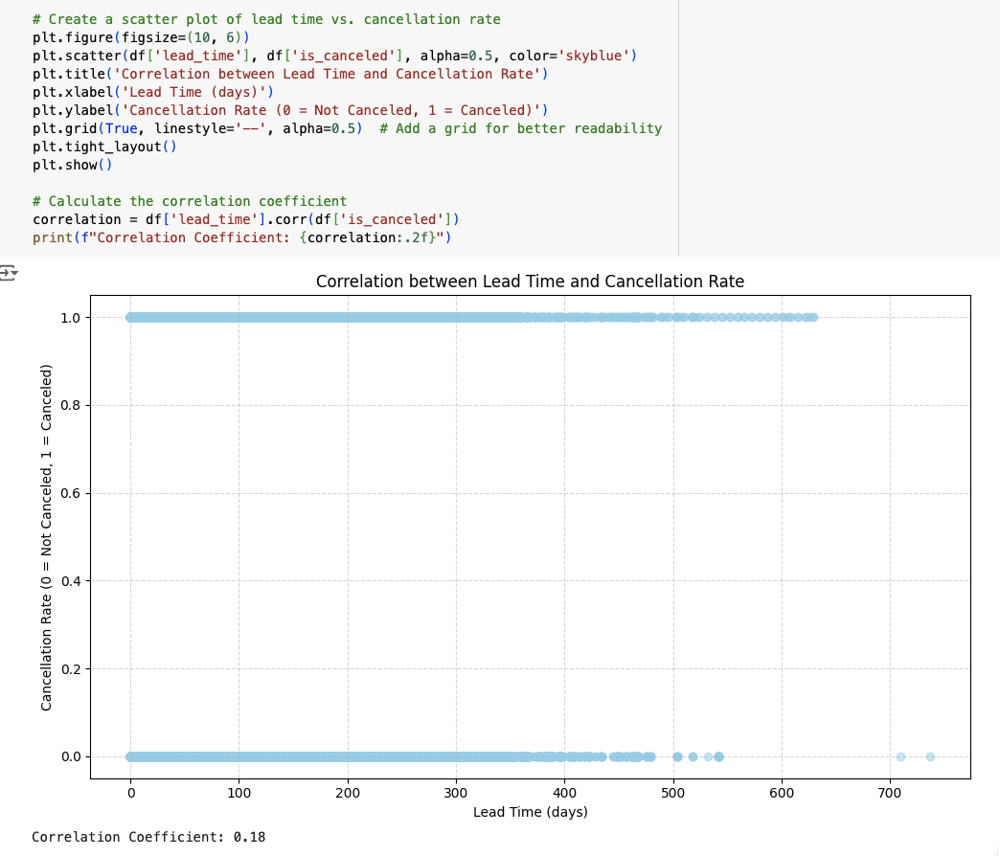 # Create a scatter plot of lead time vs. cancellation rate
plt.figure(figsize=(10, 6))
plt.scatter(df['lead_time'], df['is_canceled'], alpha=0.5, color='skyblue')
plt.title('Correlation between Lead Time and Cancellation Rate')
plt.xlabel('Lead Time (days)')
plt.ylabel('Cancellation Rate (0 = Not Canceled, 1 = Canceled)')
plt.grid(True, linestyle='--', alpha=0.5)  # Add a grid for better readability
plt.tight_layout()
plt.show()

# Calculate the correlation coefficient
correlation = df['lead_time'].corr(df['is_canceled'])
print(f"Correlation Coefficient: {correlation:.2f}")
Correlation between Lead Time and Cancellation Rate
Cancellation Rate (0 = Not Canceled, 1 = Canceled)
1.0
0.8
0.6
0.4
0.2
0.0
0 100 200 300 400 500 600 700
Lead Time (days)
Correlation Coefficient: 0.18